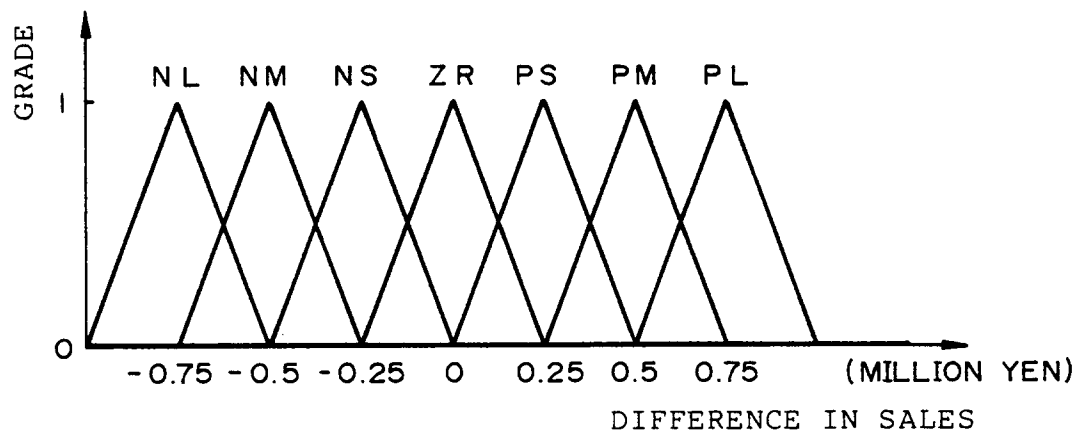 GRADE
NL NM NS ZR PS PM PL
1
0
-0.75 -0.5 -0.25 0 0.25 0.5 0.75 (MILLION YEN)
DIFFERENCE IN SALES